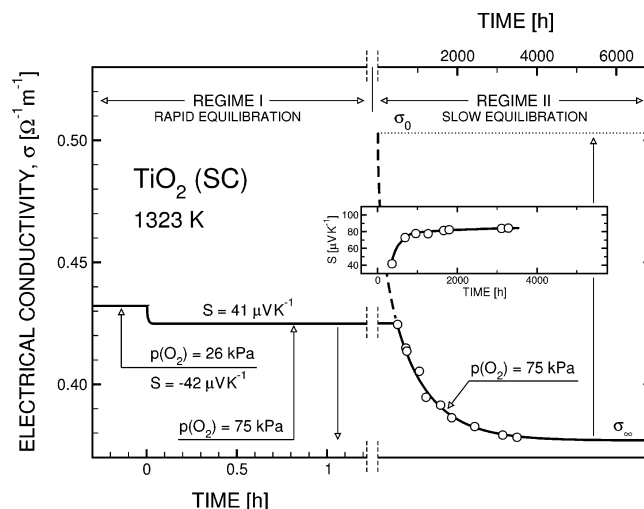 TIME [h]
2000 4000 6000
REGIME I
RAPID EQUILIBRATION
REGIME II
SLOW EQUILIBRATION
σ₀
0.50
0.45
0.40
ELECTRICAL CONDUCTIVITY, σ [Ω⁻¹m⁻¹]
TiO₂ (SC)
1323 K
100
80
60
40
S [µVK⁻¹]
0 2000 4000
TIME [h]
S = 41 µVK⁻¹
p(O₂) = 26 kPa
S = -42 µVK⁻¹
p(O₂) = 75 kPa
p(O₂) = 75 kPa
σ∞
0 0.5 1
TIME [h]